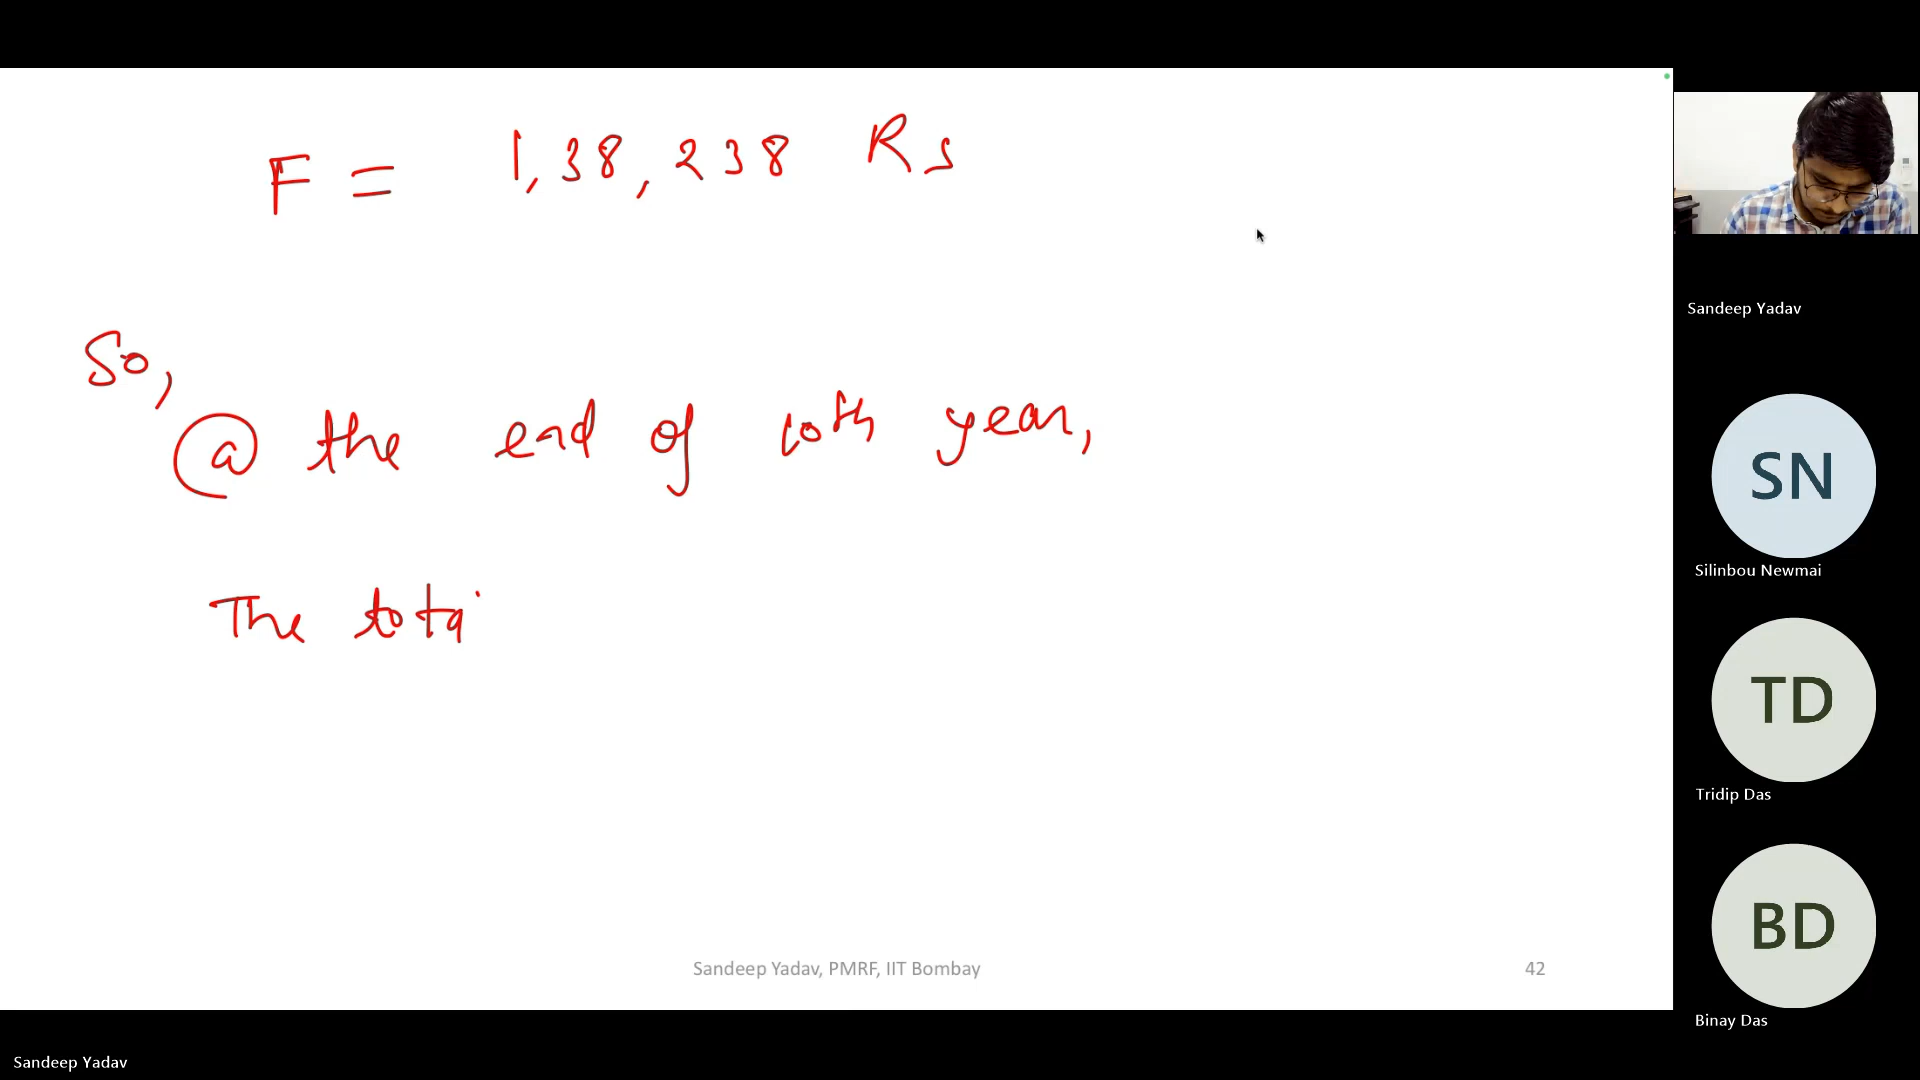 F = 1,38,238 Rs
So,
@ the end of 10th year,
The tota
Sandeep Yadav, PMRF, IIT Bombay
42
Sandeep Yadav
SN
Silinbou Newmai
TD
Tridip Das
BD
Binay Das
Sandeep Yadav